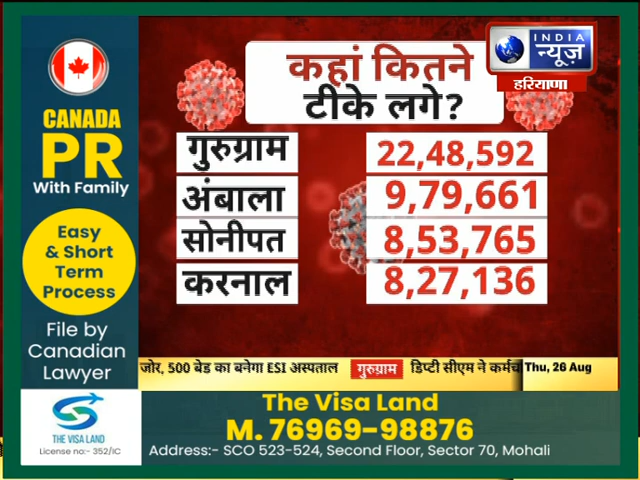 CANADA
PR
With Family
Easy
& Short
Term
Process
File by
Canadian
Lawyer
THE VISA LAND
License no:- 352/IC
INDIA
न्यूज़
हरियाणा
कहां कितने
टीके लगे?
गुरुग्राम 22,48,592
अंबाला 9,79,661
सोनीपत 8,53,765
करनाल 8,27,136
जोर, 500 बेड का बनेगा ESI अस्पताल गुरुग्राम डिप्टी सीएम ने कर्मच Thu, 26 Aug
The Visa Land
M. 76969-98876
Address:- SCO 523-524, Second Floor, Sector 70, Mohali